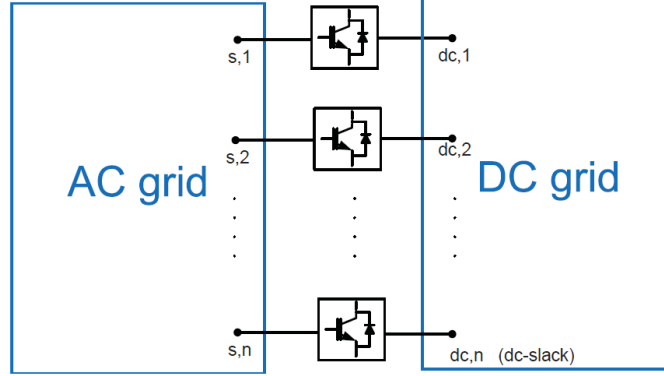 s,1
dc,1
s,2
dc,2
AC grid
DC grid
s,n
dc,n (dc-slack)